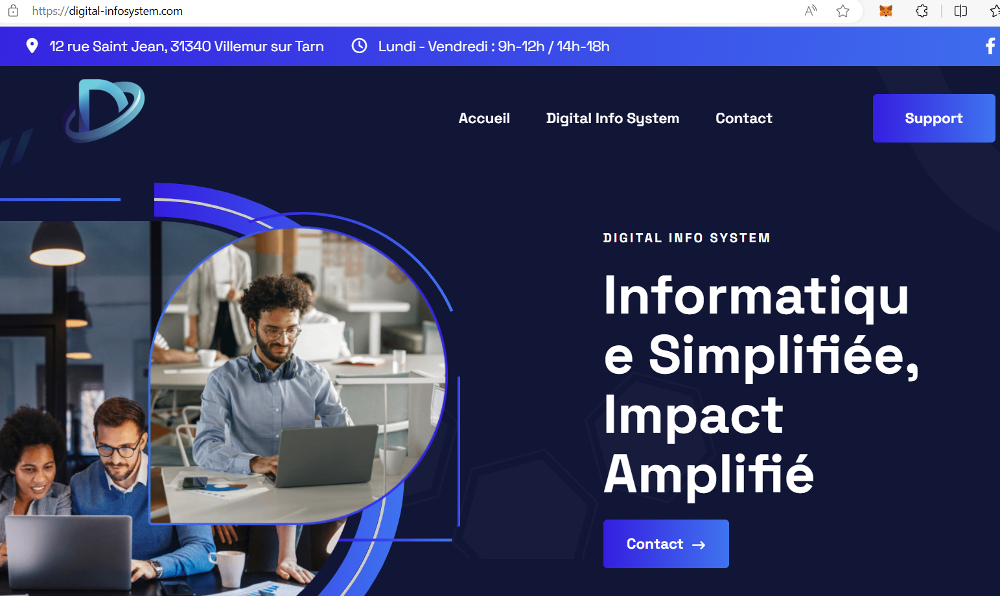 https://digital-infosystem.com
12 rue Saint Jean, 31340 Villemur sur Tarn
Lundi - Vendredi : 9h-12h / 14h-18h
Accueil
Digital Info System
Contact
Support
DIGITAL INFO SYSTEM
Informatiqu
e Simplifiée,
Impact
Amplifié
Contact →